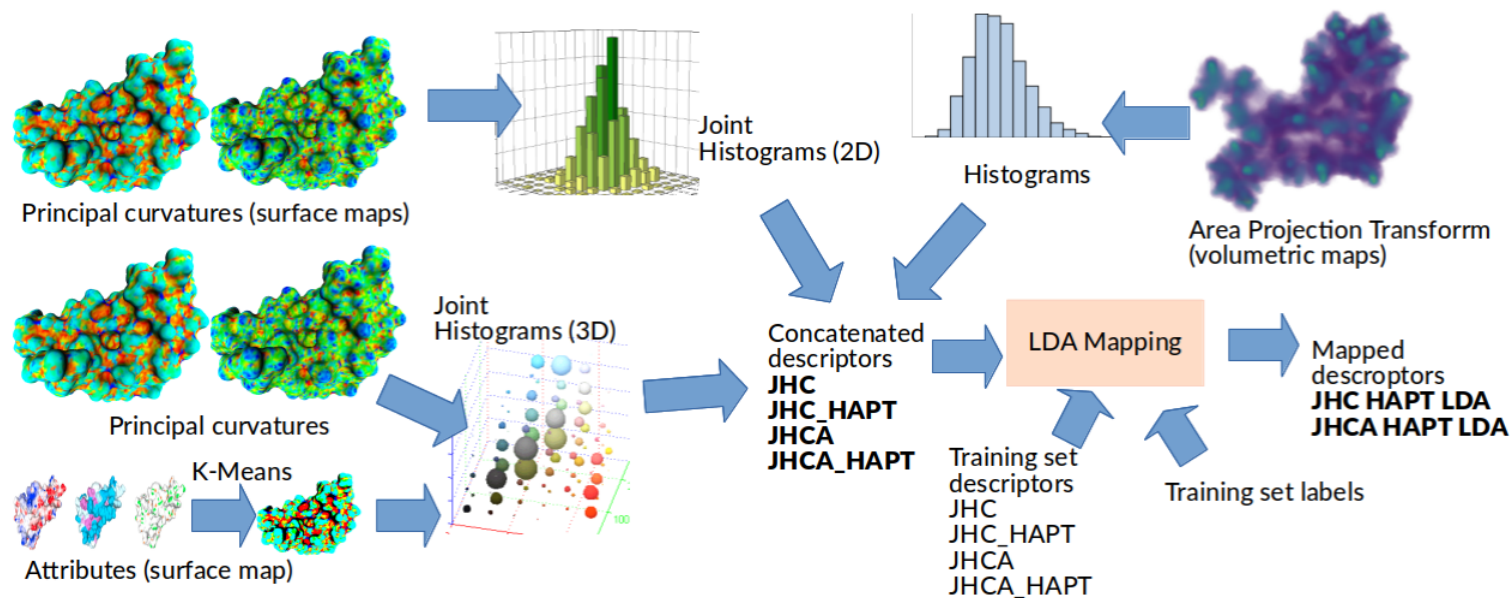 Joint
Histograms (2D)
Histograms
Principal curvatures (surface maps)
Area Projection Transforrm
(volumetric maps)
Joint
Histograms (3D)
Principal curvatures
Concatenated
descriptors
JHC
JHC_HAPT
JHCA
JHCA_HAPT
LDA Mapping
Mapped
descroptors
JHC HAPT LDA
JHCA HAPT LDA
K-Means
Attributes (surface map)
100
Training set
descriptors
JHC
JHC_HAPT
JHCA
JHCA_HAPT
Training set labels